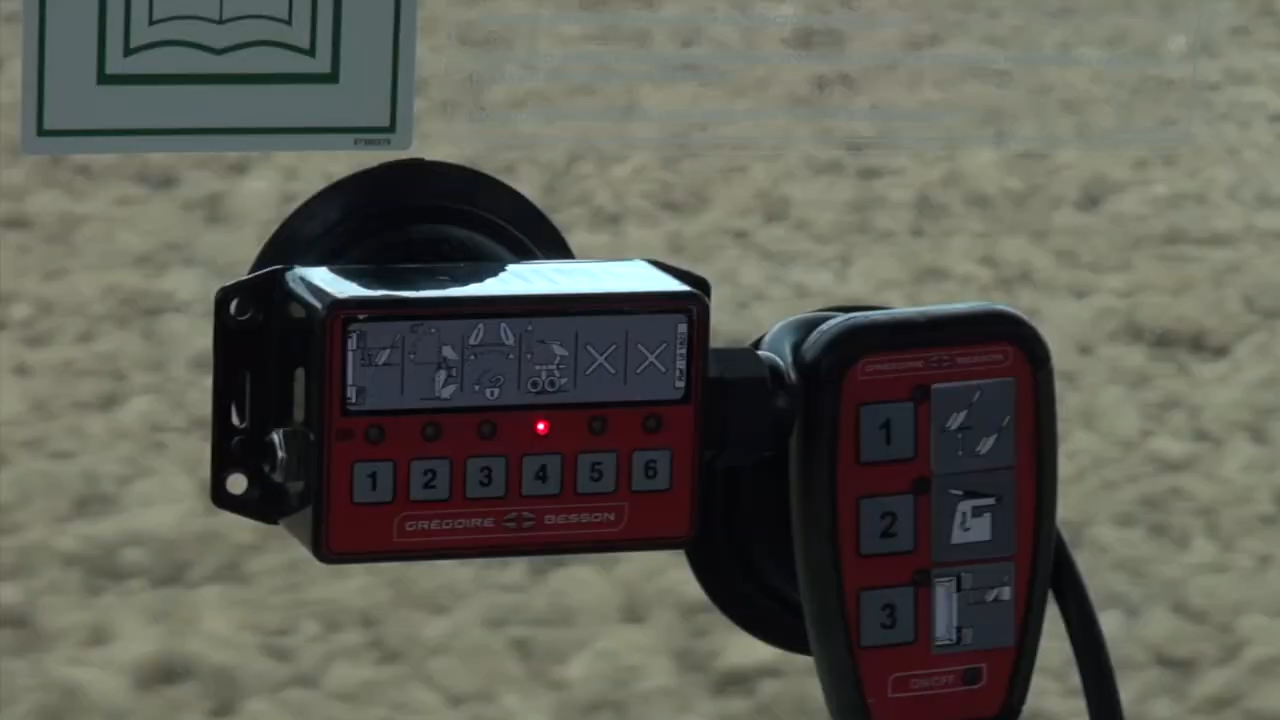 1 2 3 4 5 6
GRÉGOIRE BESSON
GRÉGOIRE BESSON
1
2
3
ON/OFF